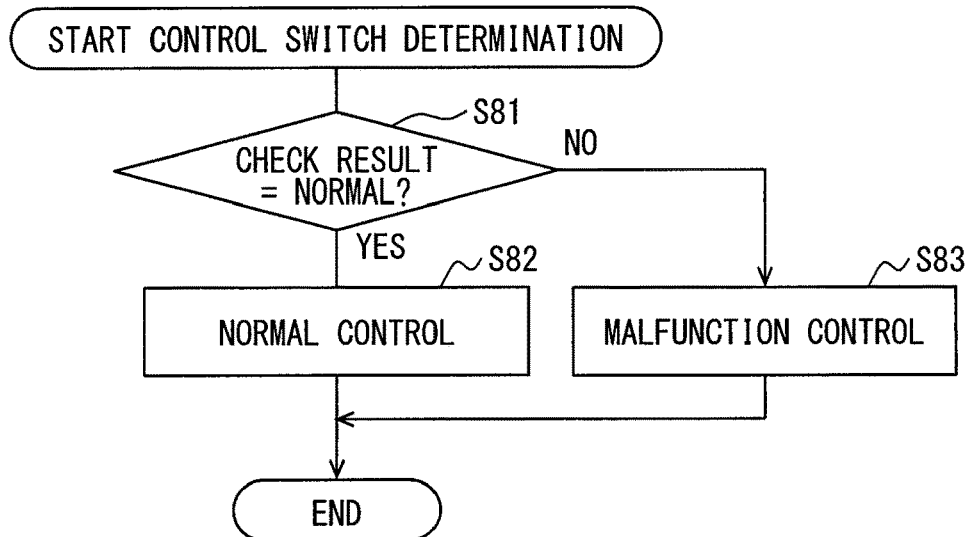 START CONTROL SWITCH DETERMINATION
S81
CHECK RESULT
= NORMAL?
NO
YES
S82
NORMAL CONTROL
S83
MALFUNCTION CONTROL
END